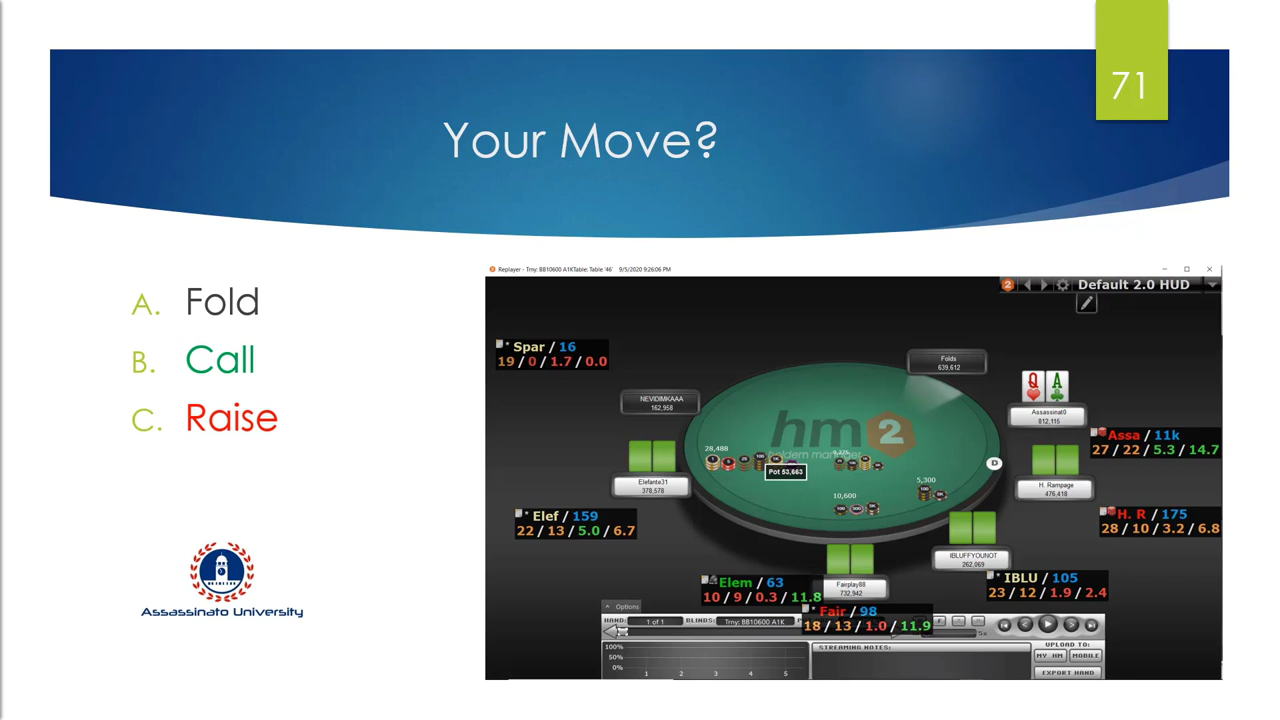 71
Your Move?
A. Fold
B. Call
C. Raise
Assassinato University
Replayer - Trny: BB10600 A1KTable: Table '46' 9/5/2020 9:26:06 PM
2 Default 2.0 HUD
Spar / 16
19 / 0 / 1.7 / 0.0
Folds
639,612
NEVIDIMKAAA
162,958
Q A
Assassinat0
812,115
Assa / 11k
27 / 22 / 5.3 / 14.7
hm2
holdem manager
28,488
Pot 53,663
D
Elefante31
378,578
H. Rampage
476,418
5,300
10,600
Elef / 159
22 / 13 / 5.0 / 6.7
H. R / 175
28 / 10 / 3.2 / 6.8
IBLUFFYOUNOT
262,069
Elem / 63
10 / 9 / 0.3 / 11.8
Fairplay88
732,942
IBLU / 105
23 / 12 / 1.9 / 2.4
Fair / 98
18 / 13 / 1.0 / 11.9
Options
HAND: 1 of 1 BLINDS: Trny: BB10600 A1K
5x
100%
50%
0%
1 2 3 4 5
STREAMING NOTES:
UPLOAD TO:
MY HM MOBILE
EXPORT HAND